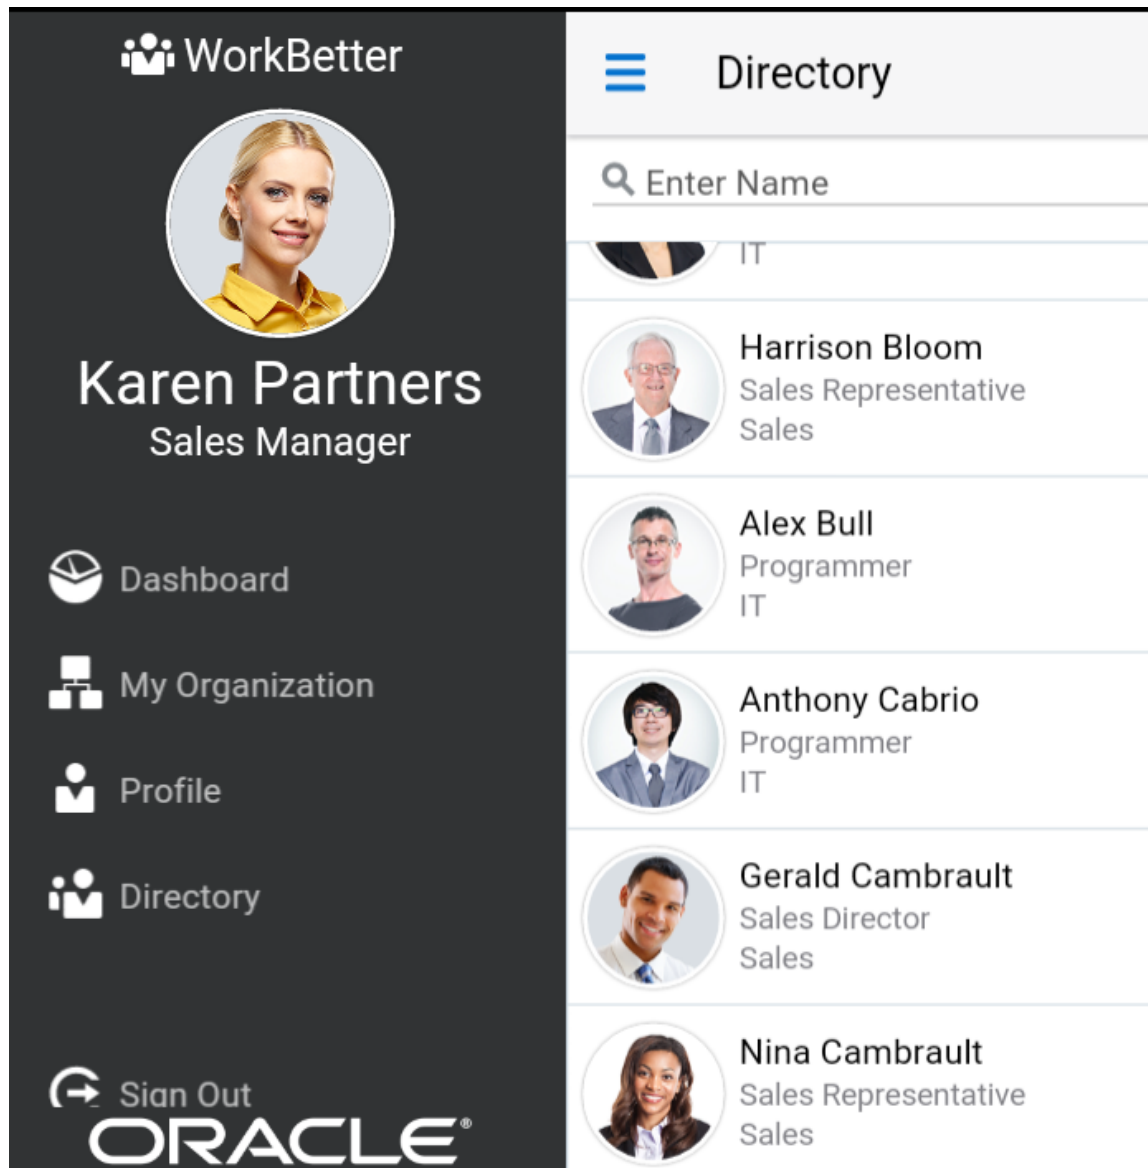 WorkBetter
Karen Partners
Sales Manager
Dashboard
My Organization
Profile
Directory
Sign Out
ORACLE®
Directory
Enter Name
IT
Harrison Bloom
Sales Representative
Sales
Alex Bull
Programmer
IT
Anthony Cabrio
Programmer
IT
Gerald Cambrault
Sales Director
Sales
Nina Cambrault
Sales Representative
Sales